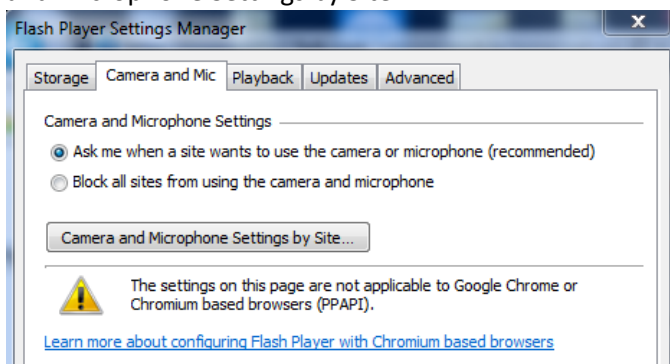 Flash Player Settings Manager
x
Storage Camera and Mic Playback Updates Advanced
Camera and Microphone Settings
Ask me when a site wants to use the camera or microphone (recommended)
Block all sites from using the camera and microphone
Camera and Microphone Settings by Site...
The settings on this page are not applicable to Google Chrome or
Chromium based browsers (PPAPI).
Learn more about configuring Flash Player with Chromium based browsers